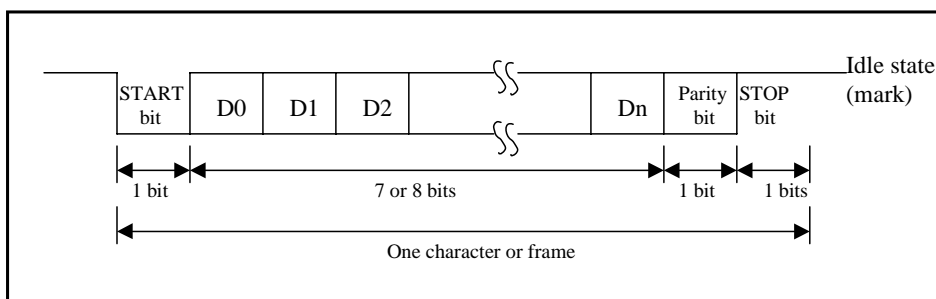 Idle state
(mark)
START
bit
D0
D1
D2
Dn
Parity
bit
STOP
bit
1 bit
7 or 8 bits
1 bit
1 bits
One character or frame